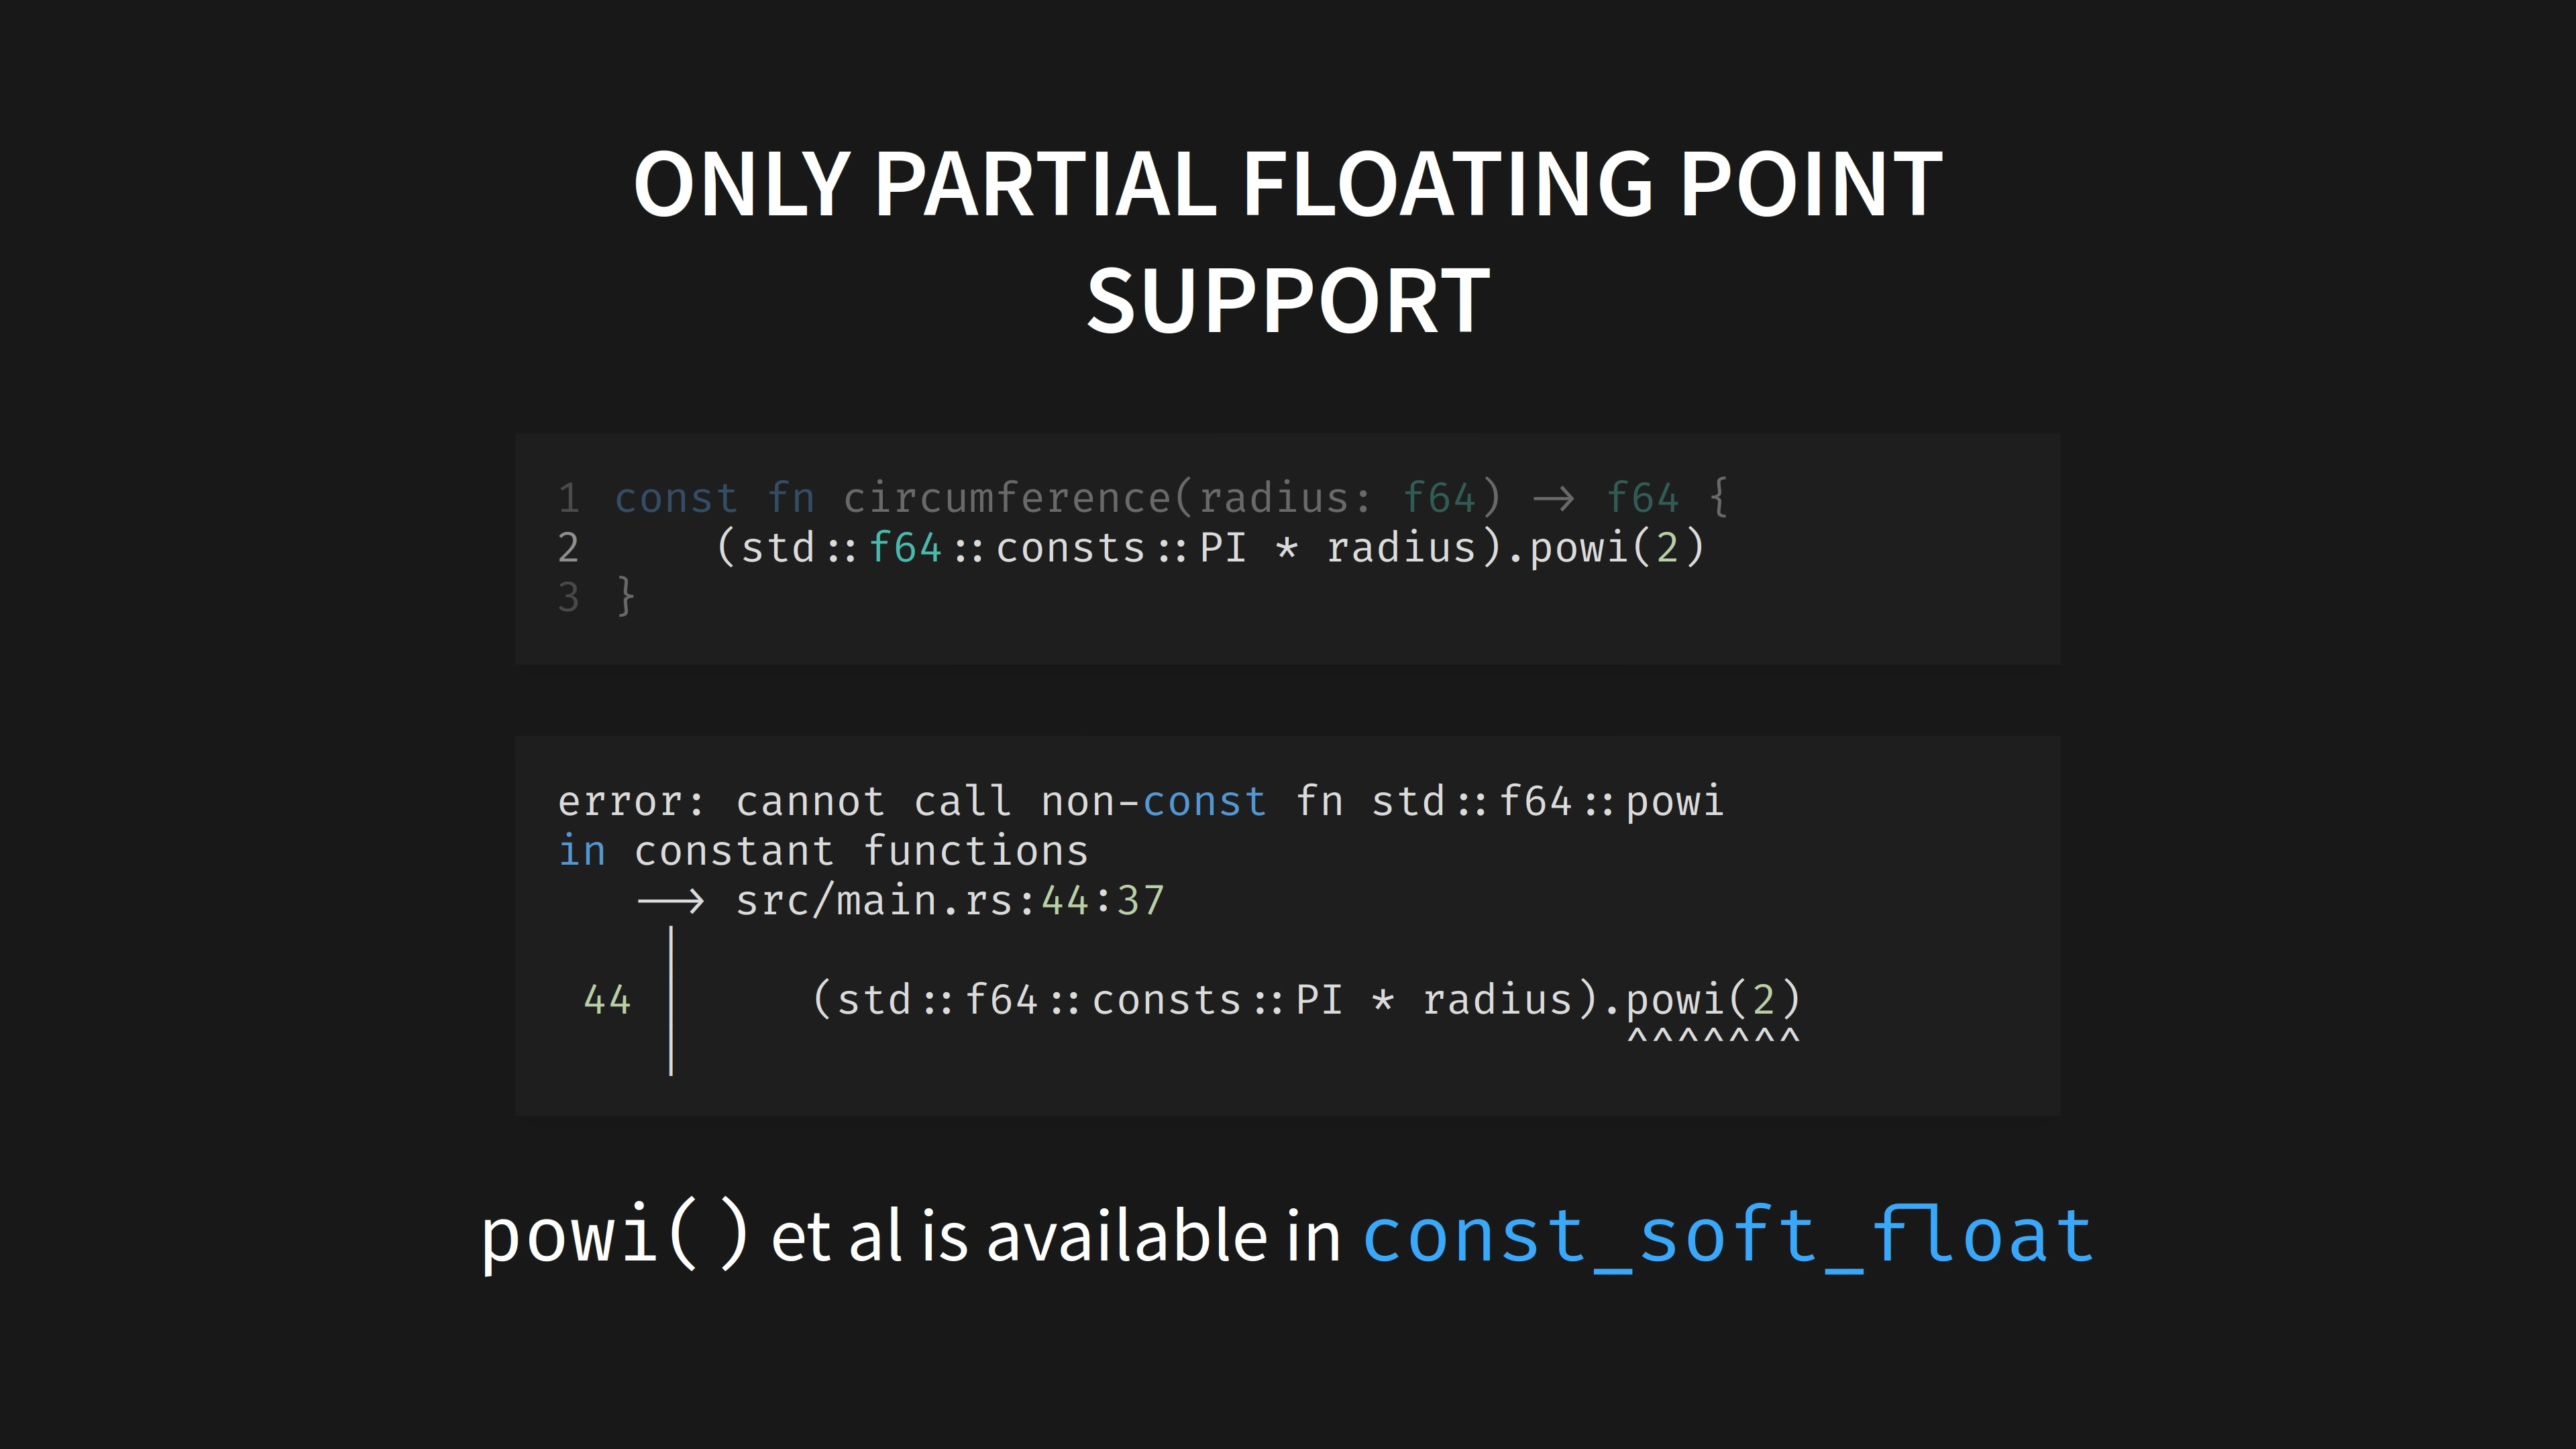 ONLY PARTIAL FLOATING POINT
SUPPORT
1 const fn circumference(radius: f64) -> f64 {
2     (std::f64::consts::PI * radius).powi(2)
3 }
error: cannot call non-const fn std::f64::powi
in constant functions
   --> src/main.rs:44:37
    |
 44 |     (std::f64::consts::PI * radius).powi(2)
    |                                     ^^^^^^^
powi() et al is available in const_soft_float